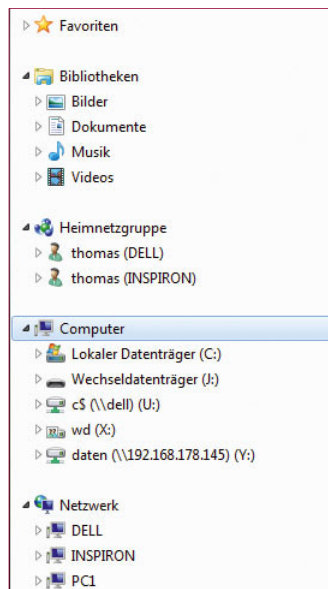 Favoriten
Bibliotheken
Bilder
Dokumente
Musik
Videos
Heimnetzgruppe
thomas (DELL)
thomas (INSPIRON)
Computer
Lokaler Datenträger (C:)
Wechseldatenträger (J:)
c$ (\\dell) (U:)
wd (X:)
daten (\\192.168.178.145) (Y:)
Netzwerk
DELL
INSPIRON
PC1